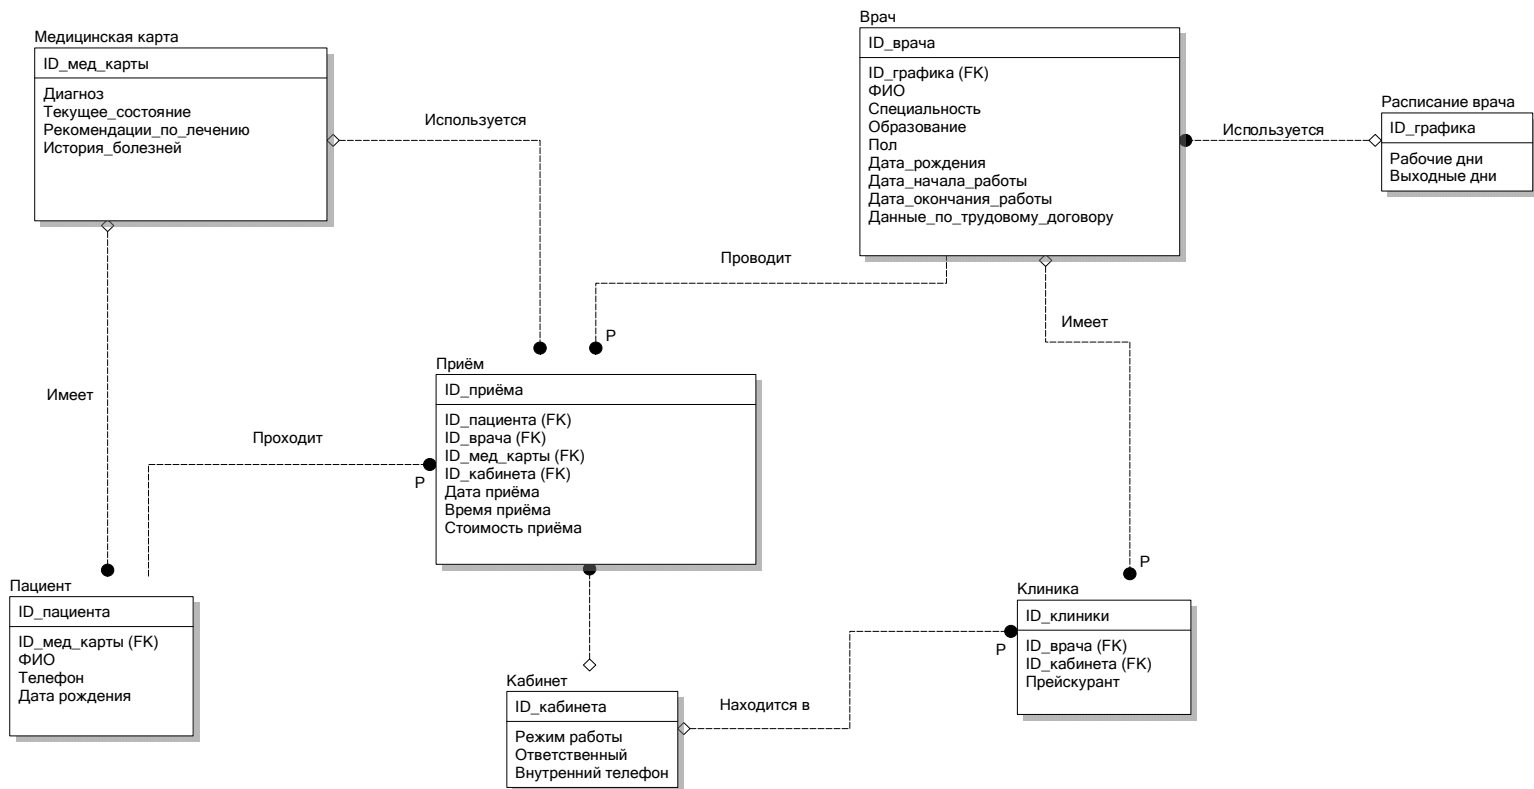 Медицинская карта
ID_мед_карты
Диагноз
Текущее_состояние
Рекомендации_по_лечению
История_болезней
Используется
Врач
ID_врача
ID_графика (FK)
ФИО
Специальность
Образование
Пол
Дата_рождения
Дата_начала_работы
Дата_окончания_работы
Данные_по_трудовому_договору
Используется
Расписание врача
ID_графика
Рабочие дни
Выходные дни
Проводит
P
Имеет
Имеет
Проходит
P
Приём
ID_приёма
ID_пациента (FK)
ID_врача (FK)
ID_мед_карты (FK)
ID_кабинета (FK)
Дата приёма
Время приёма
Стоимость приёма
P
Пациент
ID_пациента
ID_мед_карты (FK)
ФИО
Телефон
Дата рождения
Клиника
ID_клиники
ID_врача (FK)
ID_кабинета (FK)
Прейскурант
P
Находится в
Кабинет
ID_кабинета
Режим работы
Ответственный
Внутренний телефон